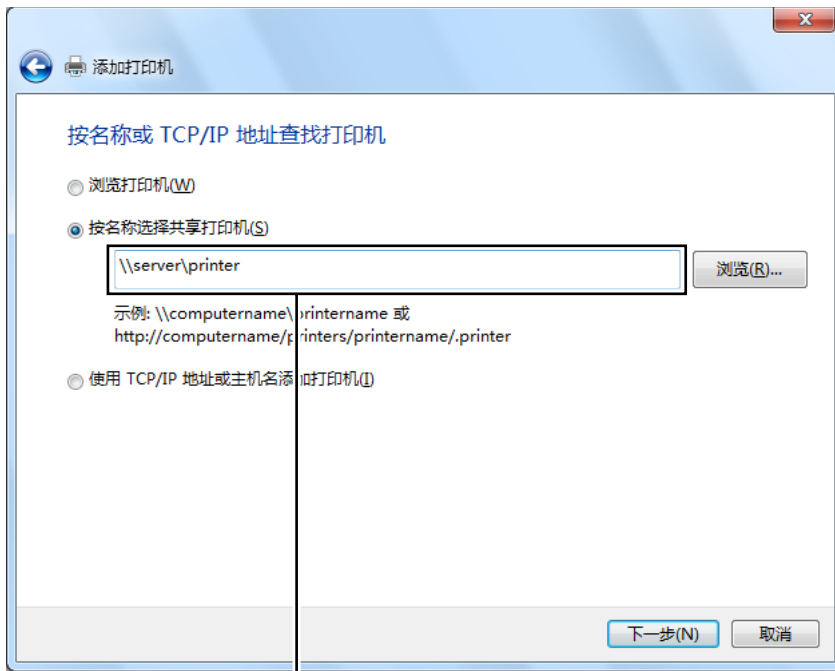 添加打印机
按名称或 TCP/IP 地址查找打印机
浏览打印机(W)
按名称选择共享打印机(S)
\\server\printer
浏览(R)...
示例: \\computername\printername 或
http://computername/printers/printername/.printer
使用 TCP/IP 地址或主机名添加打印机(I)
下一步(N)
取消